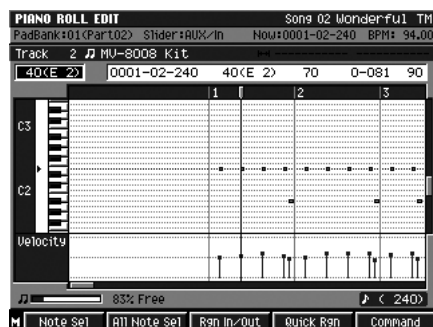 PIANO ROLL EDIT Song 02 Wonderful TM
PadBank:01(Part02) Slider:AUX/In Now:0001-02-240 BPM: 94.00
Track 2 MV-8008 Kit
40(E 2) 0001-02-240 40(E 2) 70 0-081 90
1 2 3
C3
C2
Velocity
83% Free ( 240)
M Note Sel All Note Sel Rgn In/Out Quick Rgn Command